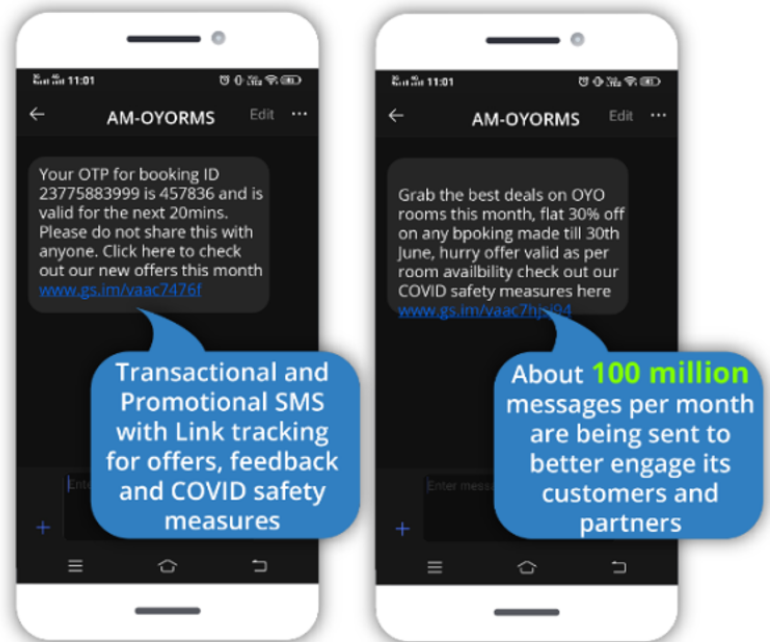 11:01
AM-OYORMS
Edit
Your OTP for booking ID
23775883999 is 457836 and is
valid for the next 20mins.
Please do not share this with
anyone. Click here to check
out our new offers this month
www.gs.im/vaac7476f
Transactional and
Promotional SMS
with Link tracking
for offers, feedback
and COVID safety
measures
11:01
AM-OYORMS
Edit
Grab the best deals on OYO
rooms this month, flat 30% off
on any bpoking made till 30th
June, hurry offer valid as per
room availbility check out our
COVID safety measures here
About 100 million
messages per month
are being sent to
better engage its
customers and
partners
Enter